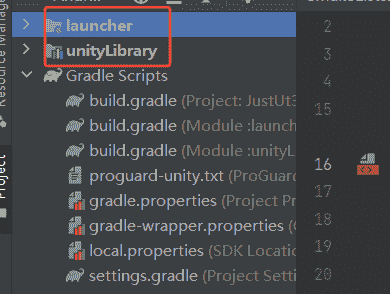 launcher
unityLibrary
Gradle Scripts
build.gradle (Project: JustUt3
build.gradle (Module :launch
build.gradle (Module :unityL
proguard-unity.txt (ProGuar
gradle.properties (Project Pr
gradle-wrapper.properties (
local.properties (SDK Locatio
settings.gradle (Project Setti
Resource Manage
Project
2
3
4
15
16
17
18
19
20